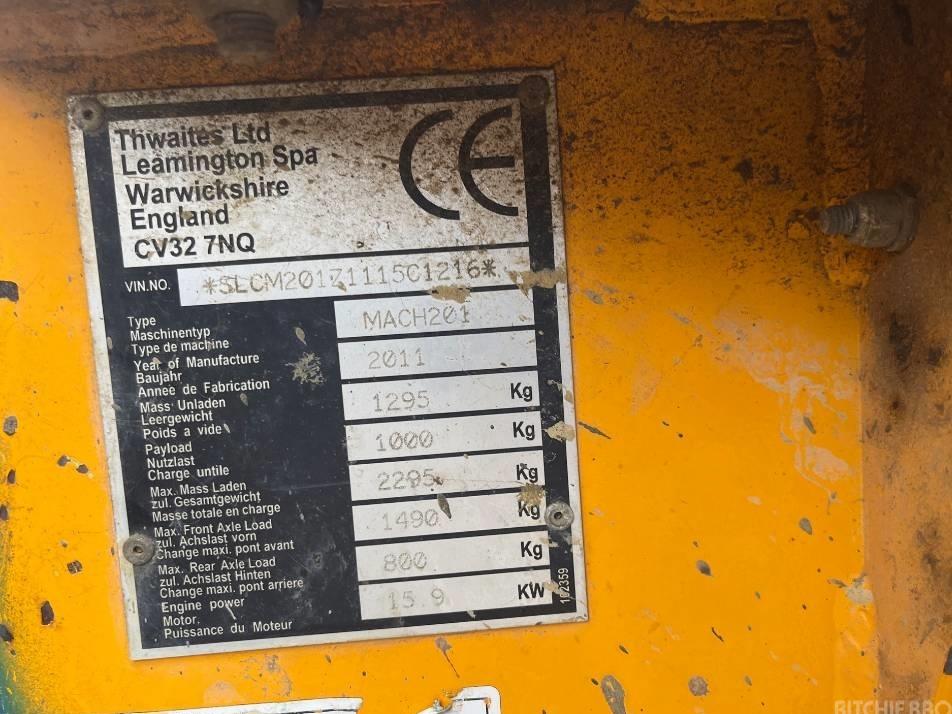 Thwaites Ltd
Leamington Spa
Warwickshire
England
CV32 7NQ
CE
VIN.NO. *SLCM201Z1115C1216*
Type
Maschinentyp
Type de machine
MACH201
Year of Manufacture
Baujahr
Annee de Fabrication
2011
Mass Unladen
Leergewicht
Poids a vide
1295 Kg
Payload
Nutzlast
Charge untile
1000 Kg
Max. Mass Laden
zul. Gesamtgewicht
Masse totale en charge
2295 Kg
Max. Front Axle Load
zul. Achslast vorn
Change maxi. pont avant
1490 Kg
Max. Rear Axle Load
zul. Achslast Hinten
Change maxi. pont arriere
800 Kg
Engine power
Motor.
Puissance du Moteur
15.9 KW
102359